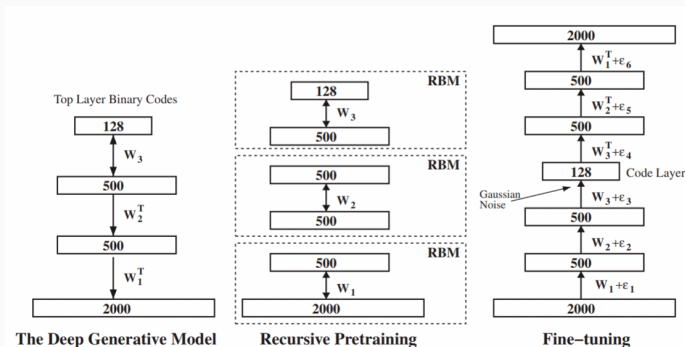 Top Layer Binary Codes
128
W₃
500
W₂ᵀ
500
W₁ᵀ
2000
The Deep Generative Model
RBM
128
W₃
500
RBM
500
W₂
500
RBM
500
W₁
2000
Recursive Pretraining
2000
W₁ᵀ+ε₆
500
W₂ᵀ+ε₅
500
W₃ᵀ+ε₄
128
Code Layer
Gaussian
Noise
W₃+ε₃
500
W₂+ε₂
500
W₁+ε₁
2000
Fine−tuning